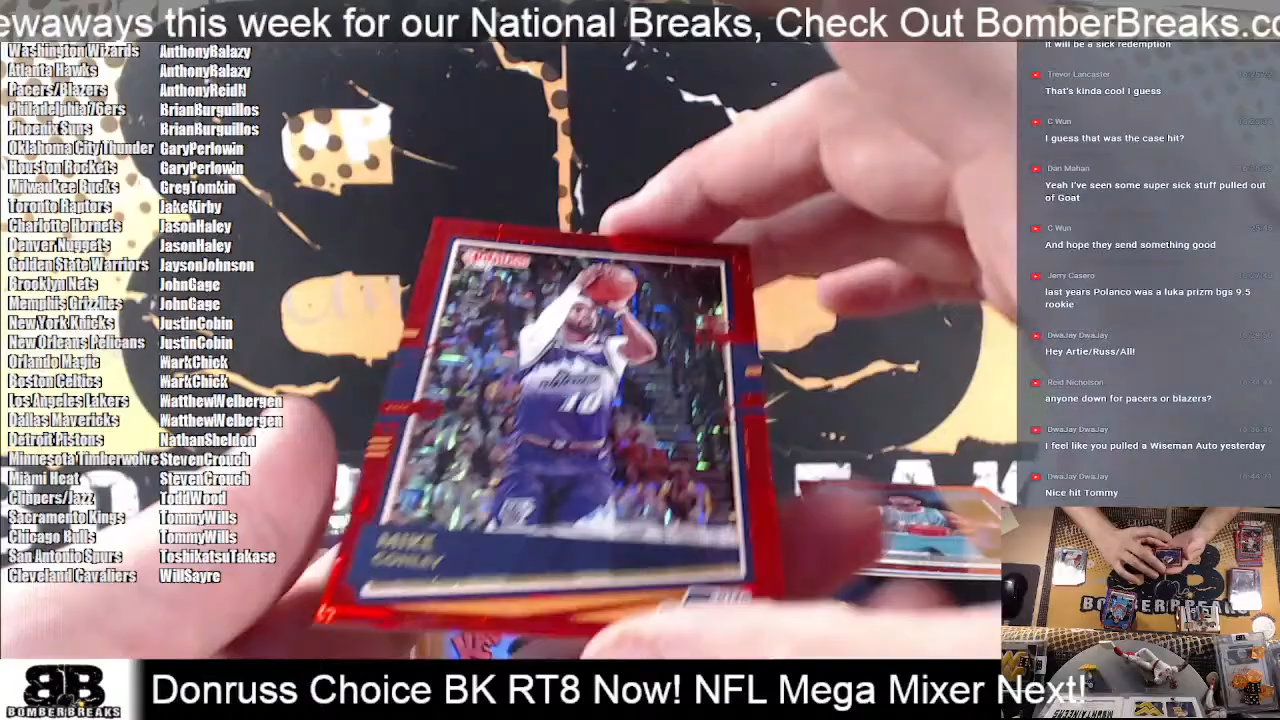 ewaways this week for our National Breaks, Check Out BomberBreaks.co
Washington Wizards AnthonyBalazy
Atlanta Hawks AnthonyBalazy
Pacers/Blazers AnthonyReidN
Philadelphia 76ers BrianBurguillos
Phoenix Suns BrianBurguillos
Oklahoma City Thunder GaryPerlowin
Houston Rockets GaryPerlowin
Milwaukee Bucks GregTomkin
Toronto Raptors JakeKirby
Charlotte Hornets JasonHaley
Denver Nuggets JasonHaley
Golden State Warriors JaysonJohnson
Brooklyn Nets JohnGage
Memphis Grizzlies JohnGage
New York Knicks JustinCobin
New Orleans Pelicans JustinCobin
Orlando Magic WarkChick
Boston Celtics WarkChick
Los Angeles Lakers MatthewWelbergen
Dallas Mavericks MatthewWelbergen
Detroit Pistons NathanSheldon
Minnesota Timberwolve StevenCrouch
Miami Heat StevenCrouch
Clippers/Jazz ToddWood
Sacramento Kings TommyWills
Chicago Bulls TommyWills
San Antonio Spurs ToshikatsuTakase
Cleveland Cavaliers WillSayre
10
MIKE
CONLEY
It will be a sick redemption
Trevor Lancaster
That's kinda cool I guess
C Wun
I guess that was the case hit?
Dan Mahan
Yeah I've seen some super sick stuff pulled out
of Goat
C Wun
And hope they send something good
Jerry Casero
last years Polanco was a luka prizm bgs 9.5
rookie
DwaJay DwaJay
Hey Artie/Russ/All!
Reid Nicholson
anyone down for pacers or blazers?
DwaJay DwaJay
I feel like you pulled a Wiseman Auto yesterday
DwaJay DwaJay
Nice hit Tommy
BOMBERBREAKS
Donruss Choice BK RT8 Now! NFL Mega Mixer Next!